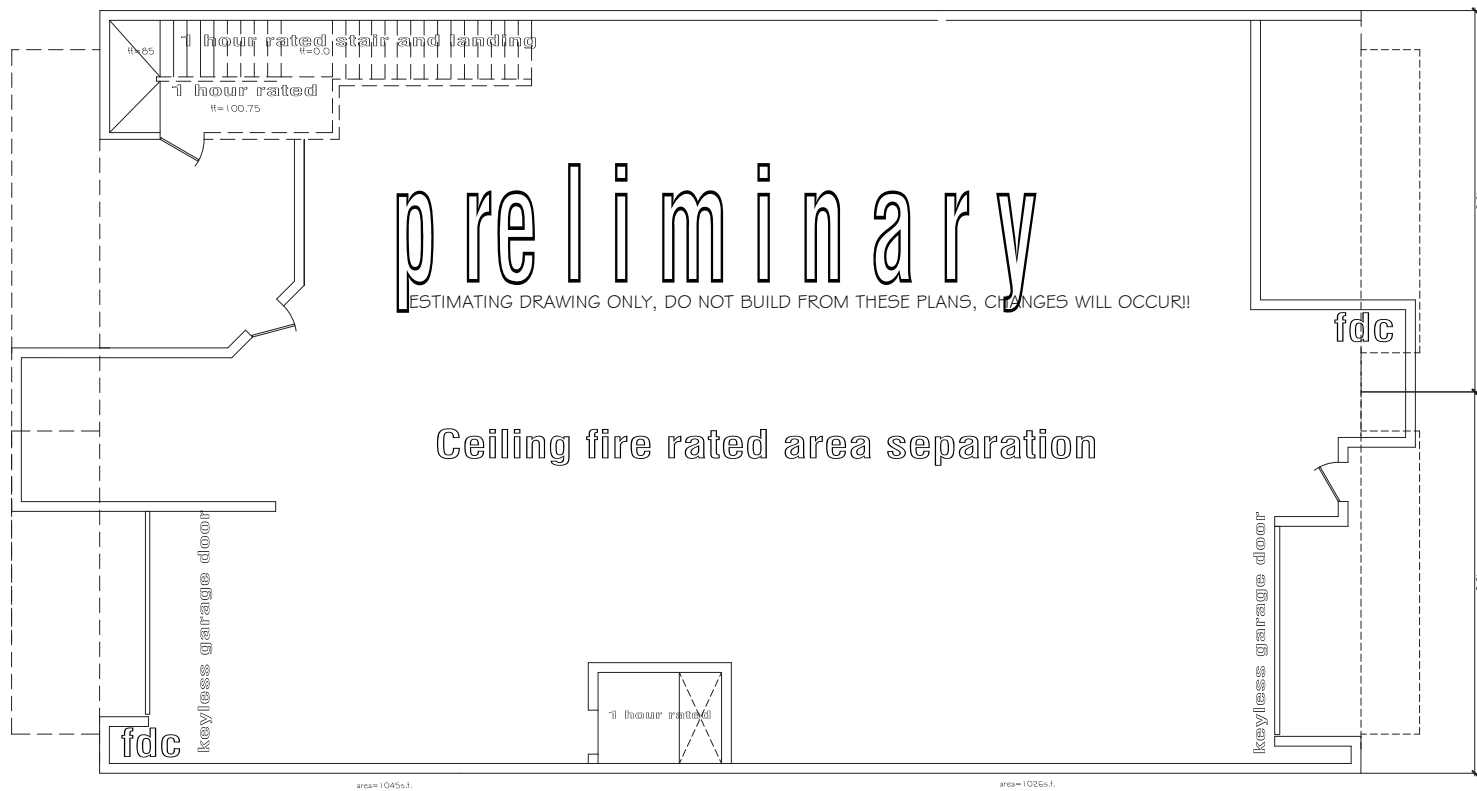 1 hour rated stair and landing
ff=85
ff=0.0
1 hour rated
ff=100.75
preliminary
ESTIMATING DRAWING ONLY, DO NOT BUILD FROM THESE PLANS, CHANGES WILL OCCUR!!
fdc
Ceiling fire rated area separation
keyless garage door
keyless garage door
1 hour rated
fdc
area=1045s.f.
area=1026s.f.